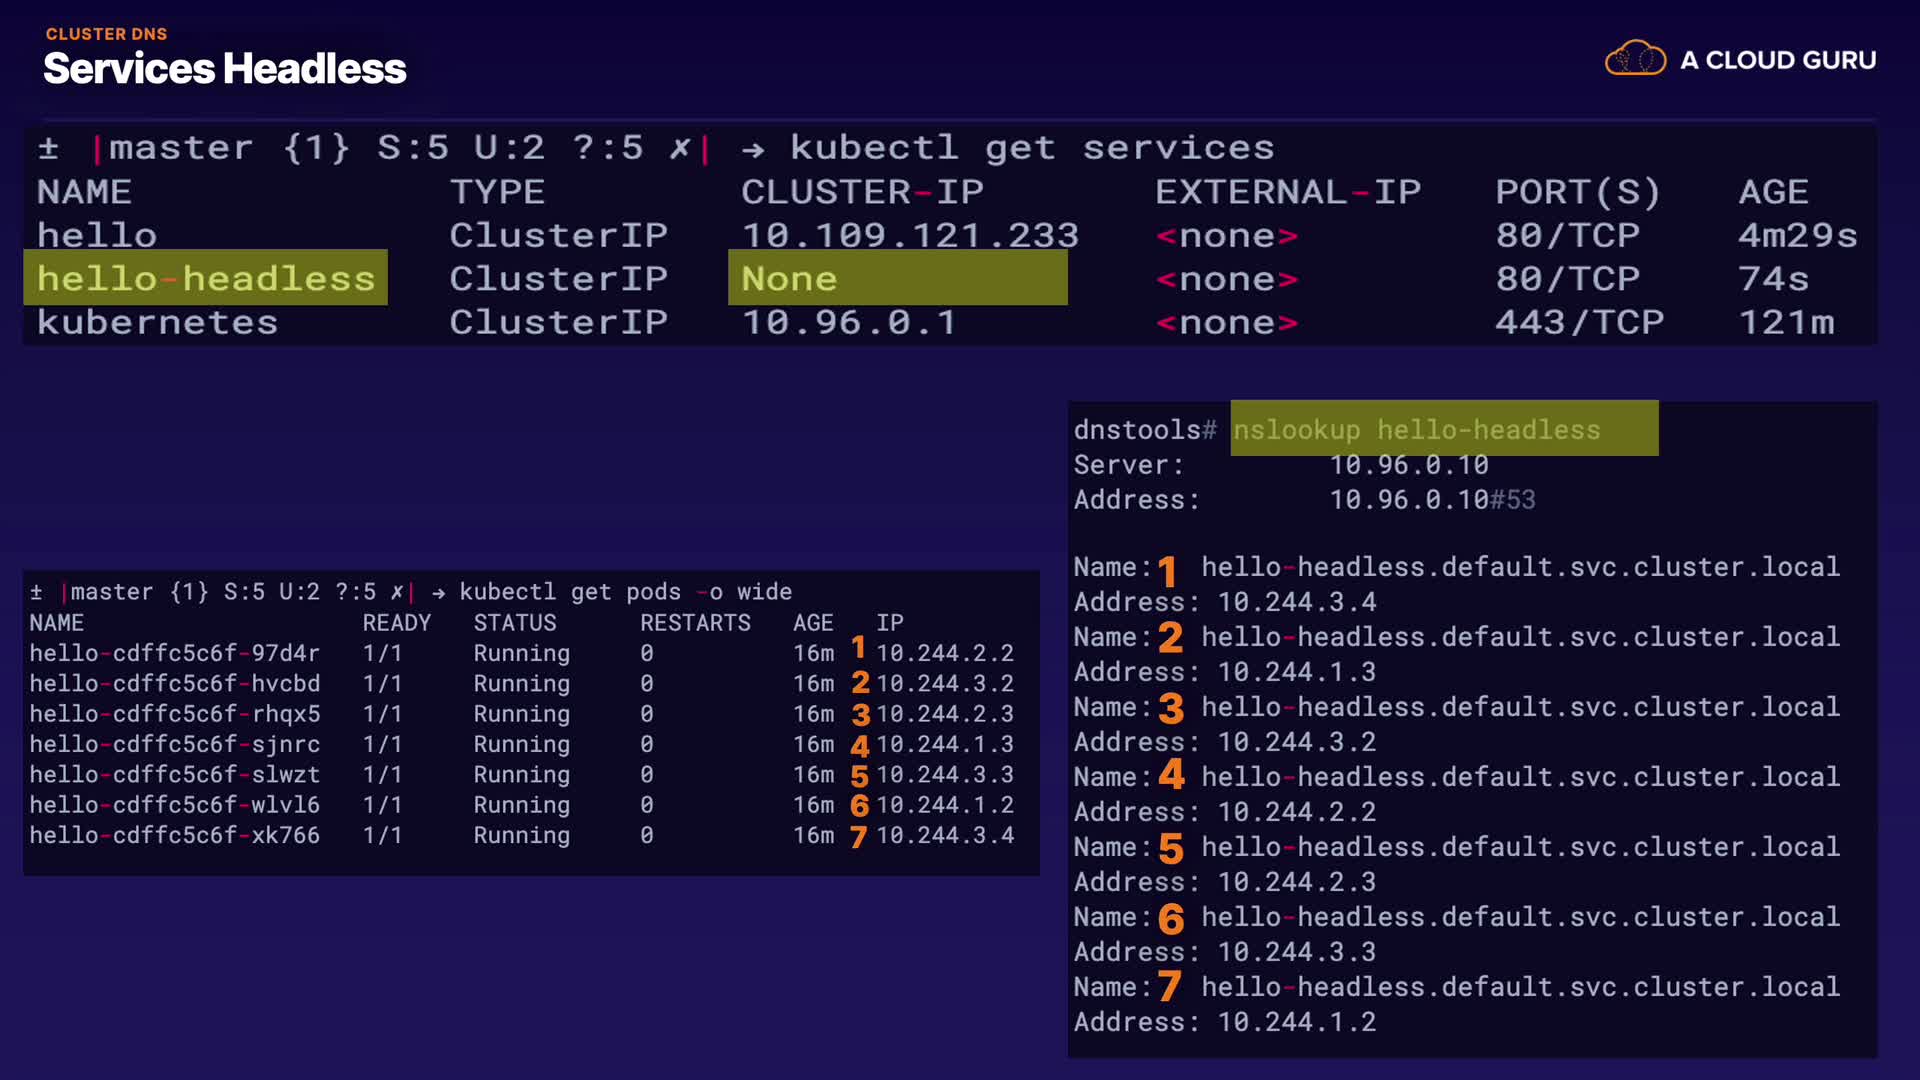 CLUSTER DNS
Services Headless
A CLOUD GURU
± |master {1} S:5 U:2 ?:5 ✗| → kubectl get services
NAME TYPE CLUSTER-IP EXTERNAL-IP PORT(S) AGE
hello ClusterIP 10.109.121.233 <none> 80/TCP 4m29s
hello-headless ClusterIP None <none> 80/TCP 74s
kubernetes ClusterIP 10.96.0.1 <none> 443/TCP 121m
± |master {1} S:5 U:2 ?:5 ✗| → kubectl get pods -o wide
NAME READY STATUS RESTARTS AGE IP
hello-cdffc5c6f-97d4r 1/1 Running 0 16m 1 10.244.2.2
hello-cdffc5c6f-hvcbd 1/1 Running 0 16m 2 10.244.3.2
hello-cdffc5c6f-rhqx5 1/1 Running 0 16m 3 10.244.2.3
hello-cdffc5c6f-sjnrc 1/1 Running 0 16m 4 10.244.1.3
hello-cdffc5c6f-slwzt 1/1 Running 0 16m 5 10.244.3.3
hello-cdffc5c6f-wlvl6 1/1 Running 0 16m 6 10.244.1.2
hello-cdffc5c6f-xk766 1/1 Running 0 16m 7 10.244.3.4
dnstools# nslookup hello-headless
Server: 10.96.0.10
Address: 10.96.0.10#53
Name: 1 hello-headless.default.svc.cluster.local
Address: 10.244.3.4
Name: 2 hello-headless.default.svc.cluster.local
Address: 10.244.1.3
Name: 3 hello-headless.default.svc.cluster.local
Address: 10.244.3.2
Name: 4 hello-headless.default.svc.cluster.local
Address: 10.244.2.2
Name: 5 hello-headless.default.svc.cluster.local
Address: 10.244.2.3
Name: 6 hello-headless.default.svc.cluster.local
Address: 10.244.3.3
Name: 7 hello-headless.default.svc.cluster.local
Address: 10.244.1.2